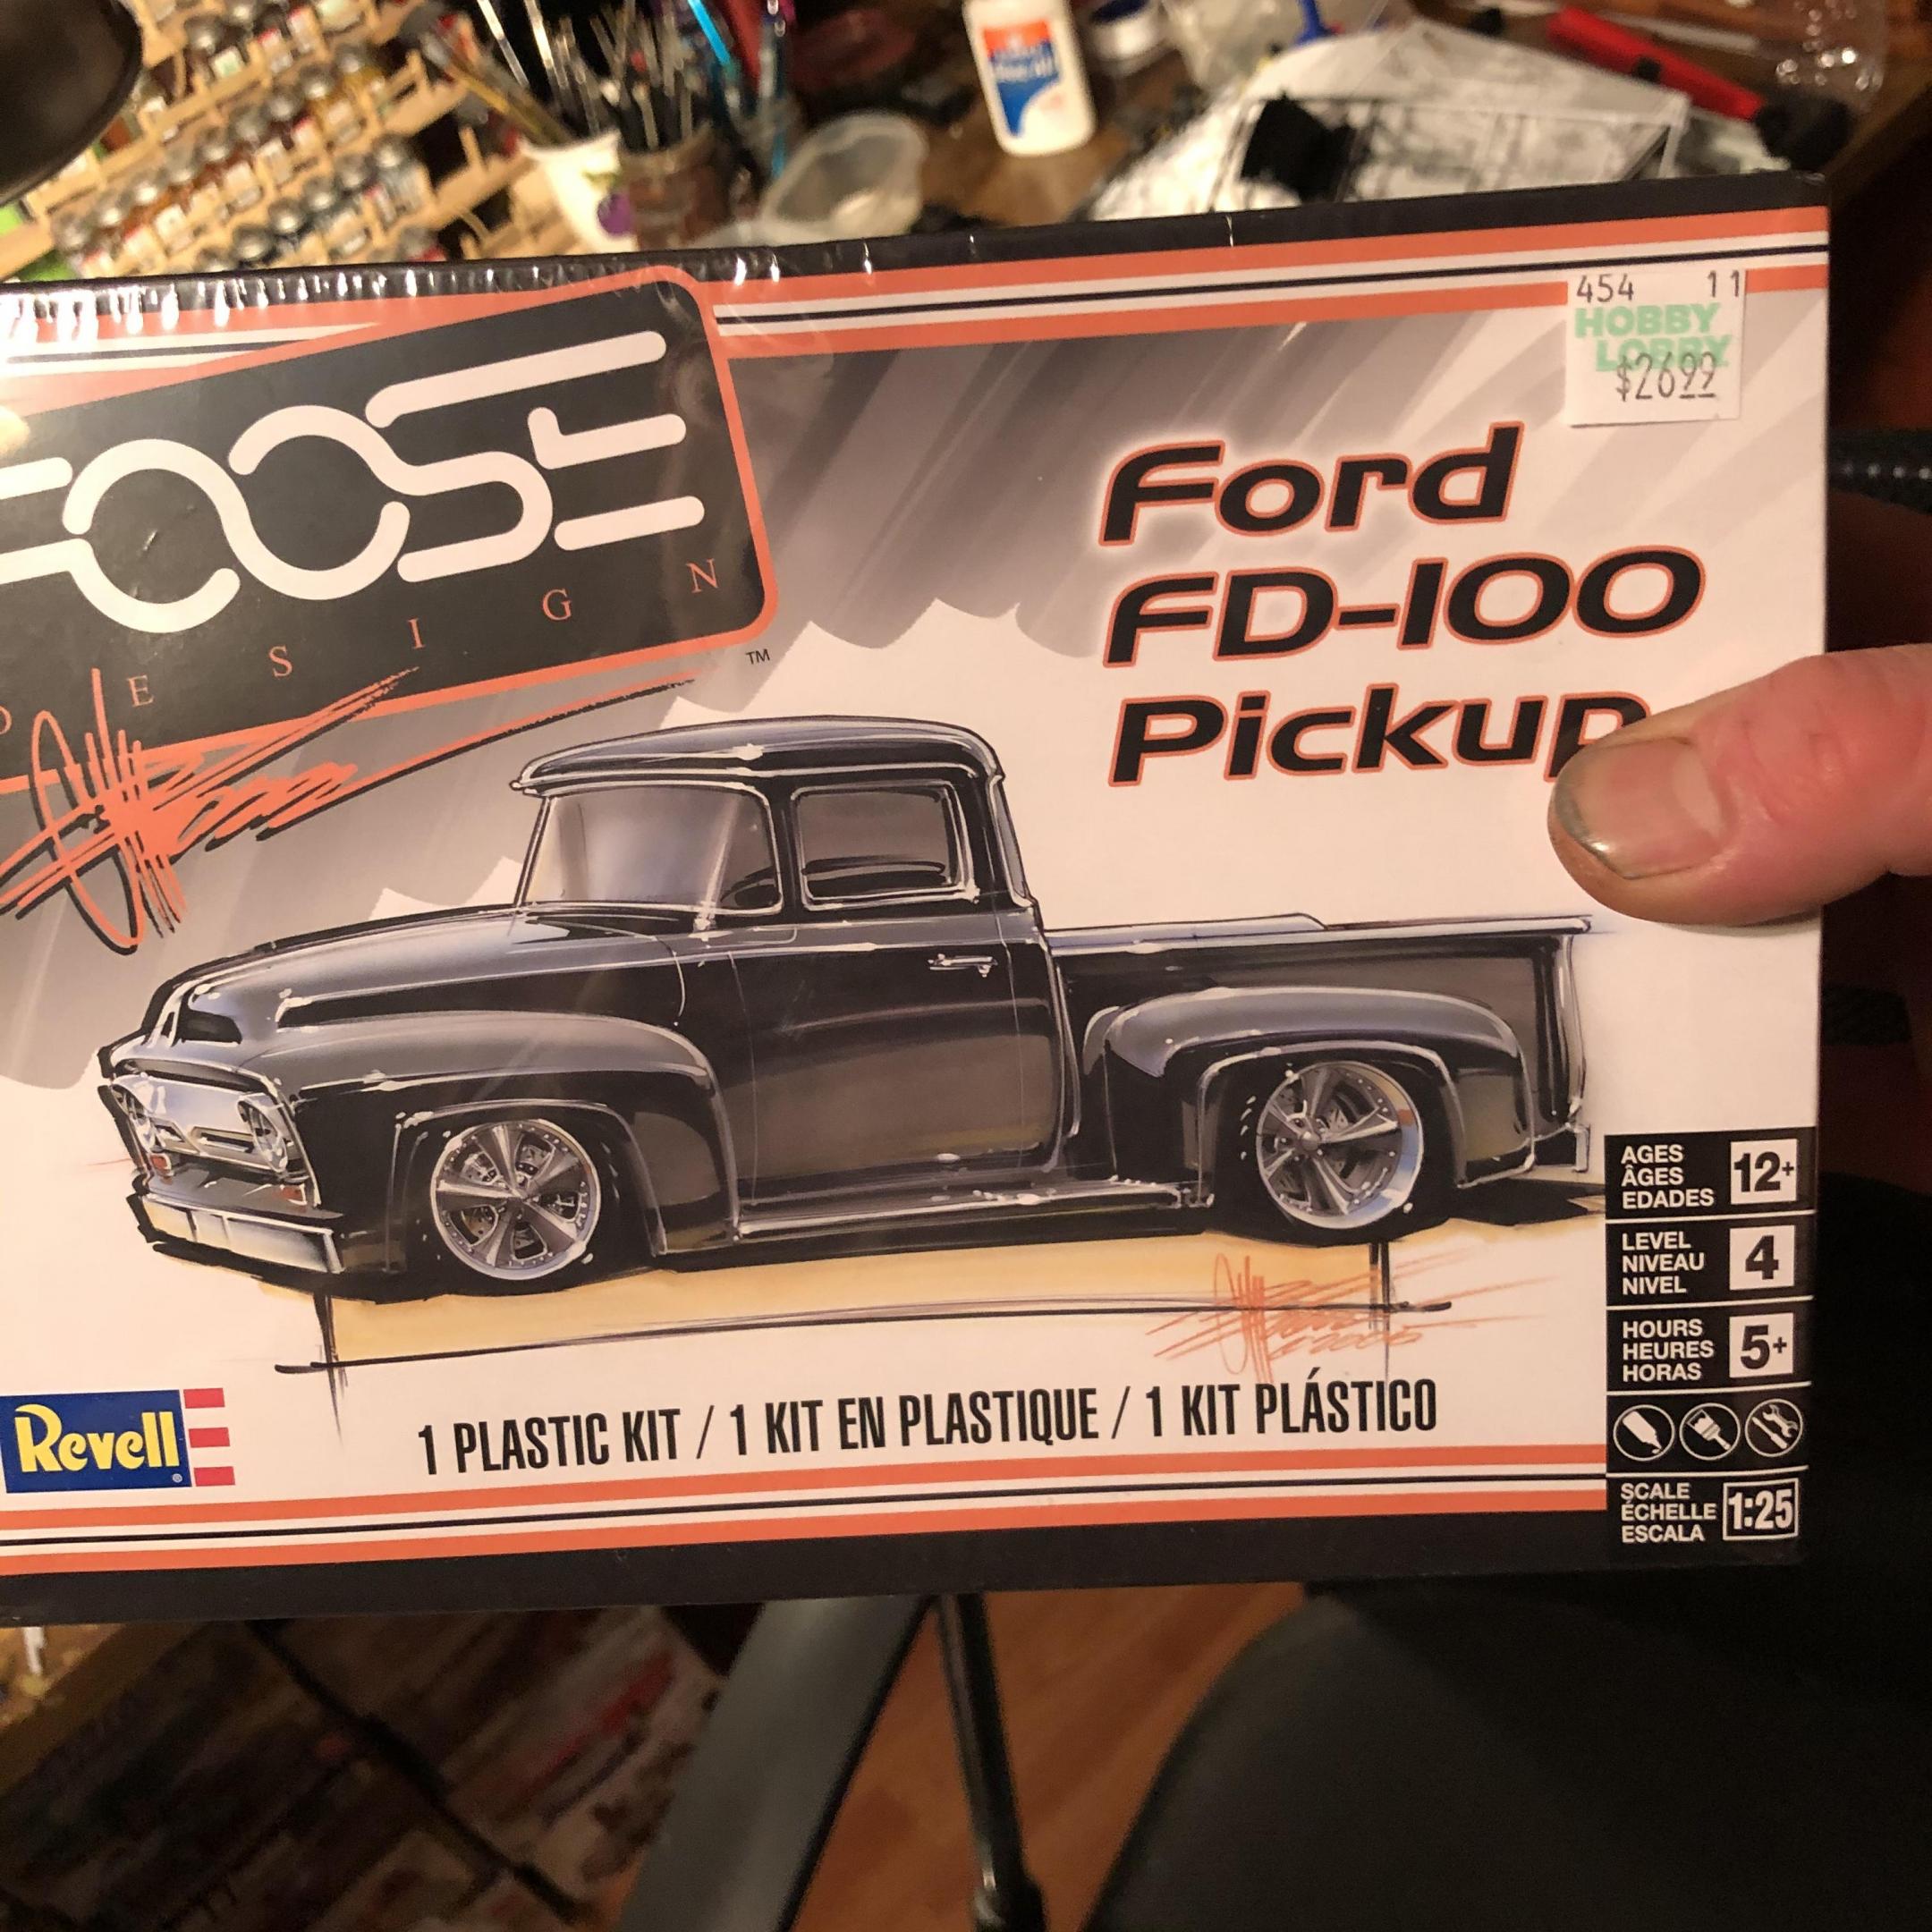 454 11
HOBBY
LOBBY
$26.99
FOOSE
DESIGN
TM
Ford
FD-100
Pickup
AGES
ÂGES
EDADES
12+
LEVEL
NIVEAU
NIVEL
4
HOURS
HEURES
HORAS
5+
Revell
®
1 PLASTIC KIT / 1 KIT EN PLASTIQUE / 1 KIT PLÁSTICO
SCALE
ÉCHELLE
ESCALA
1:25